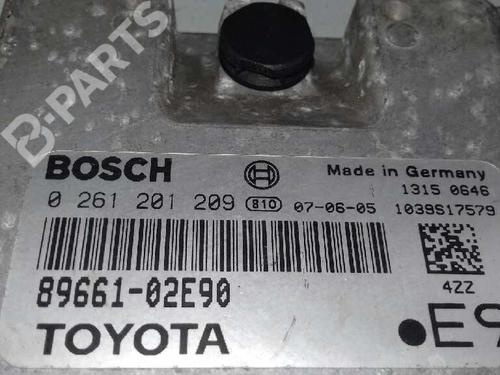 B-PARTS
BOSCH
Made in Germany
0 261 201 209 810 07-06-05
1315 0646
1039S17579
89661-02E90
4ZZ
TOYOTA
●E9